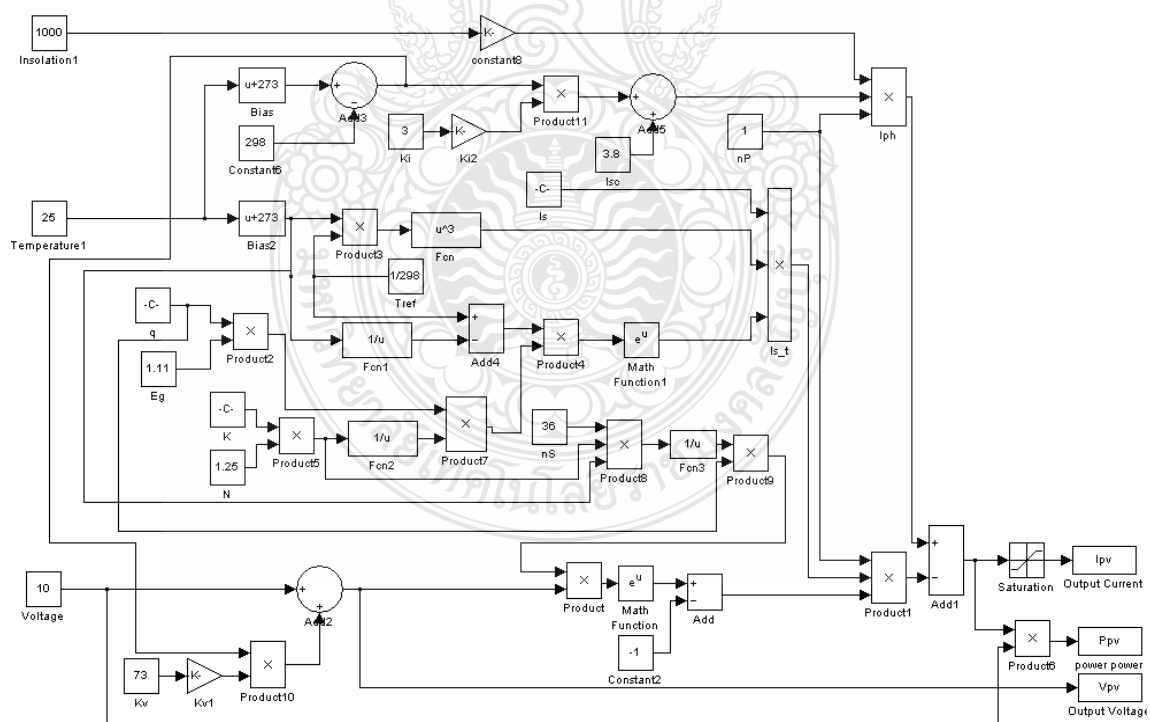 1000
Insolation1
K-
constant8
u+273
Bias
+
−
Add3
298
Constant6
3
Ki
K-
Ki2
×
Product11
+
+
Add5
3.8
Isc
1
nP
×
Iph
-C-
Is
25
Temperature1
u+273
Bias2
×
Product3
u^3
Fcn
1/298
Tref
×
Is_t
-C-
q
×
Product2
1.11
Eg
1/u
Fcn1
+
−
Add4
×
Product4
eu
Math
Function1
-C-
K
1.25
N
×
Product5
1/u
Fcn2
×
Product7
36
nS
×
Product8
1/u
Fcn3
×
Product9
10
Voltage
+
+
Add2
73
Kv
K-
Kv1
×
Product10
×
Product
eu
Math
Function
-1
Constant2
+
−
Add
×
Product1
+
−
Add1
Saturation
Ipv
Output Current
×
Product6
Ppv
power power
Vpv
Output Voltage